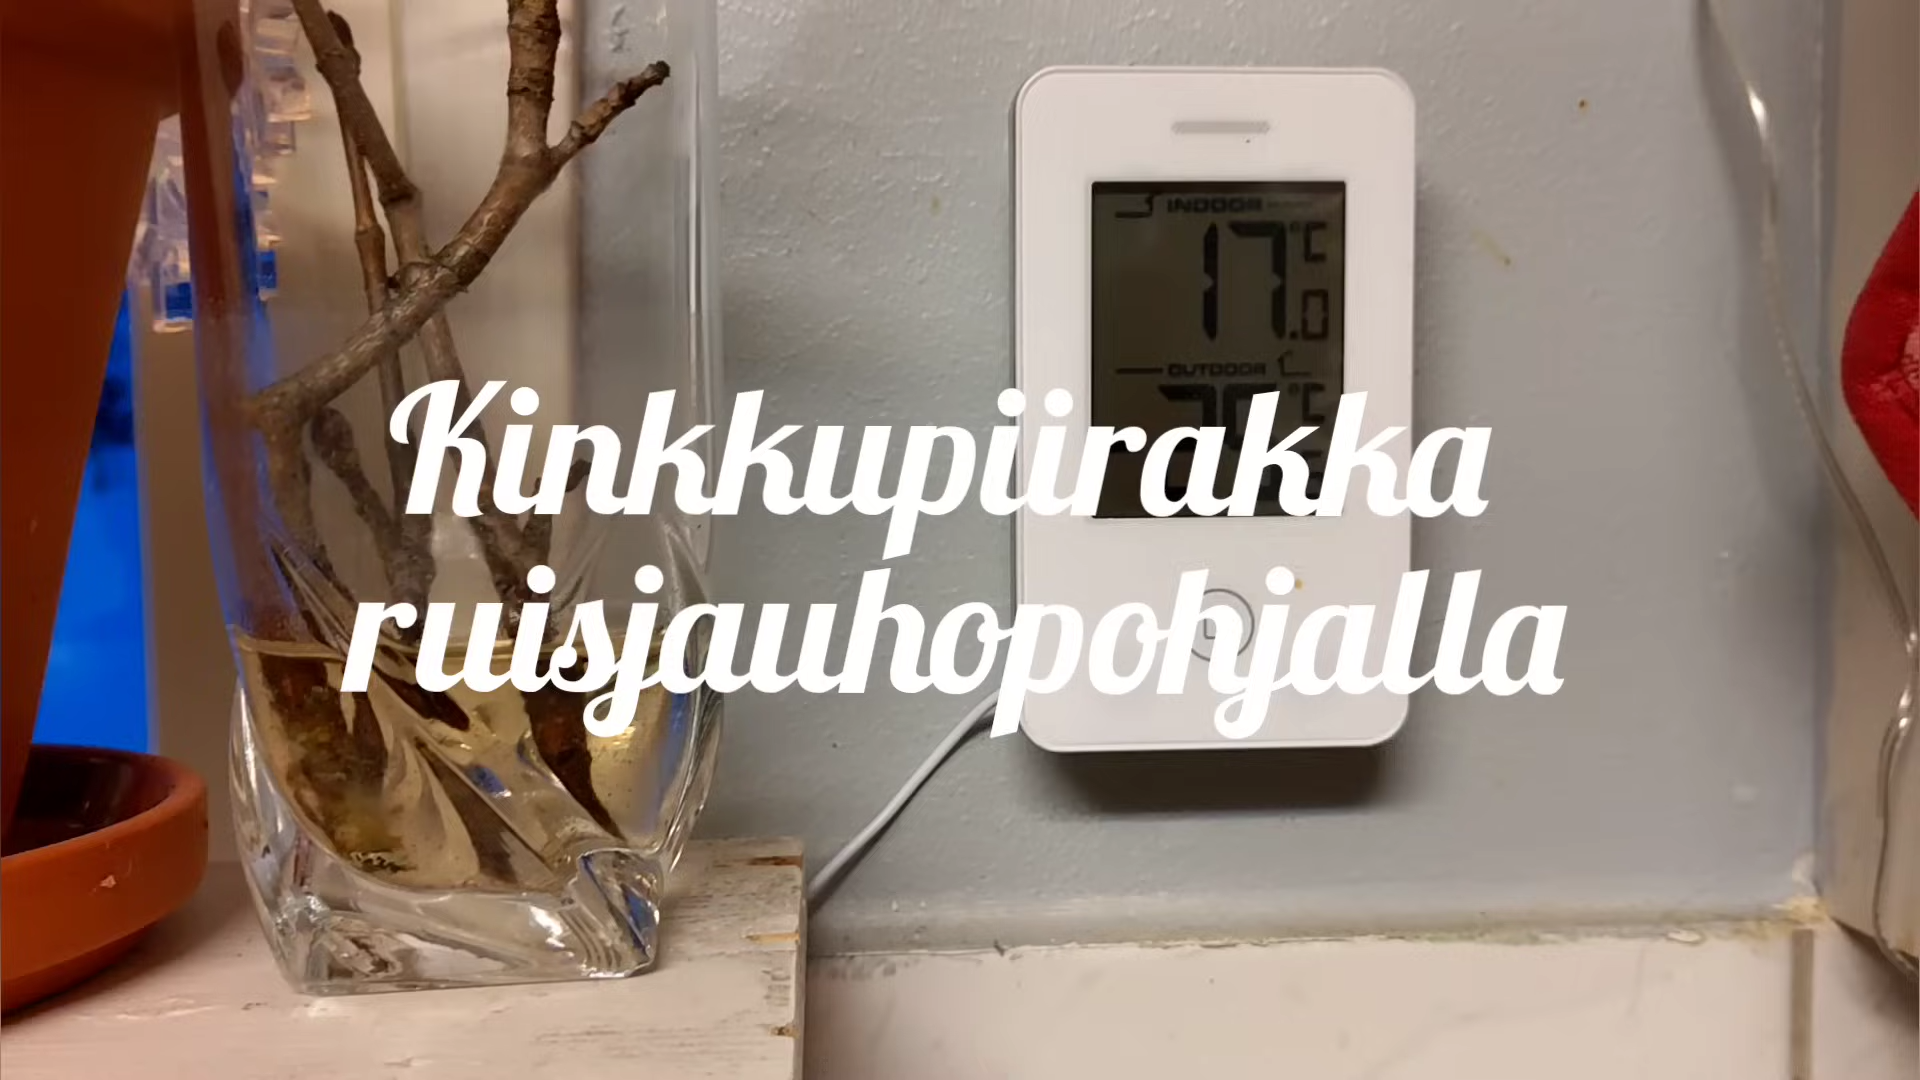 INDOOR
17.0 °C
OUTDOOR
°C
Kinkkupiirakka
ruisjauhopohjalla